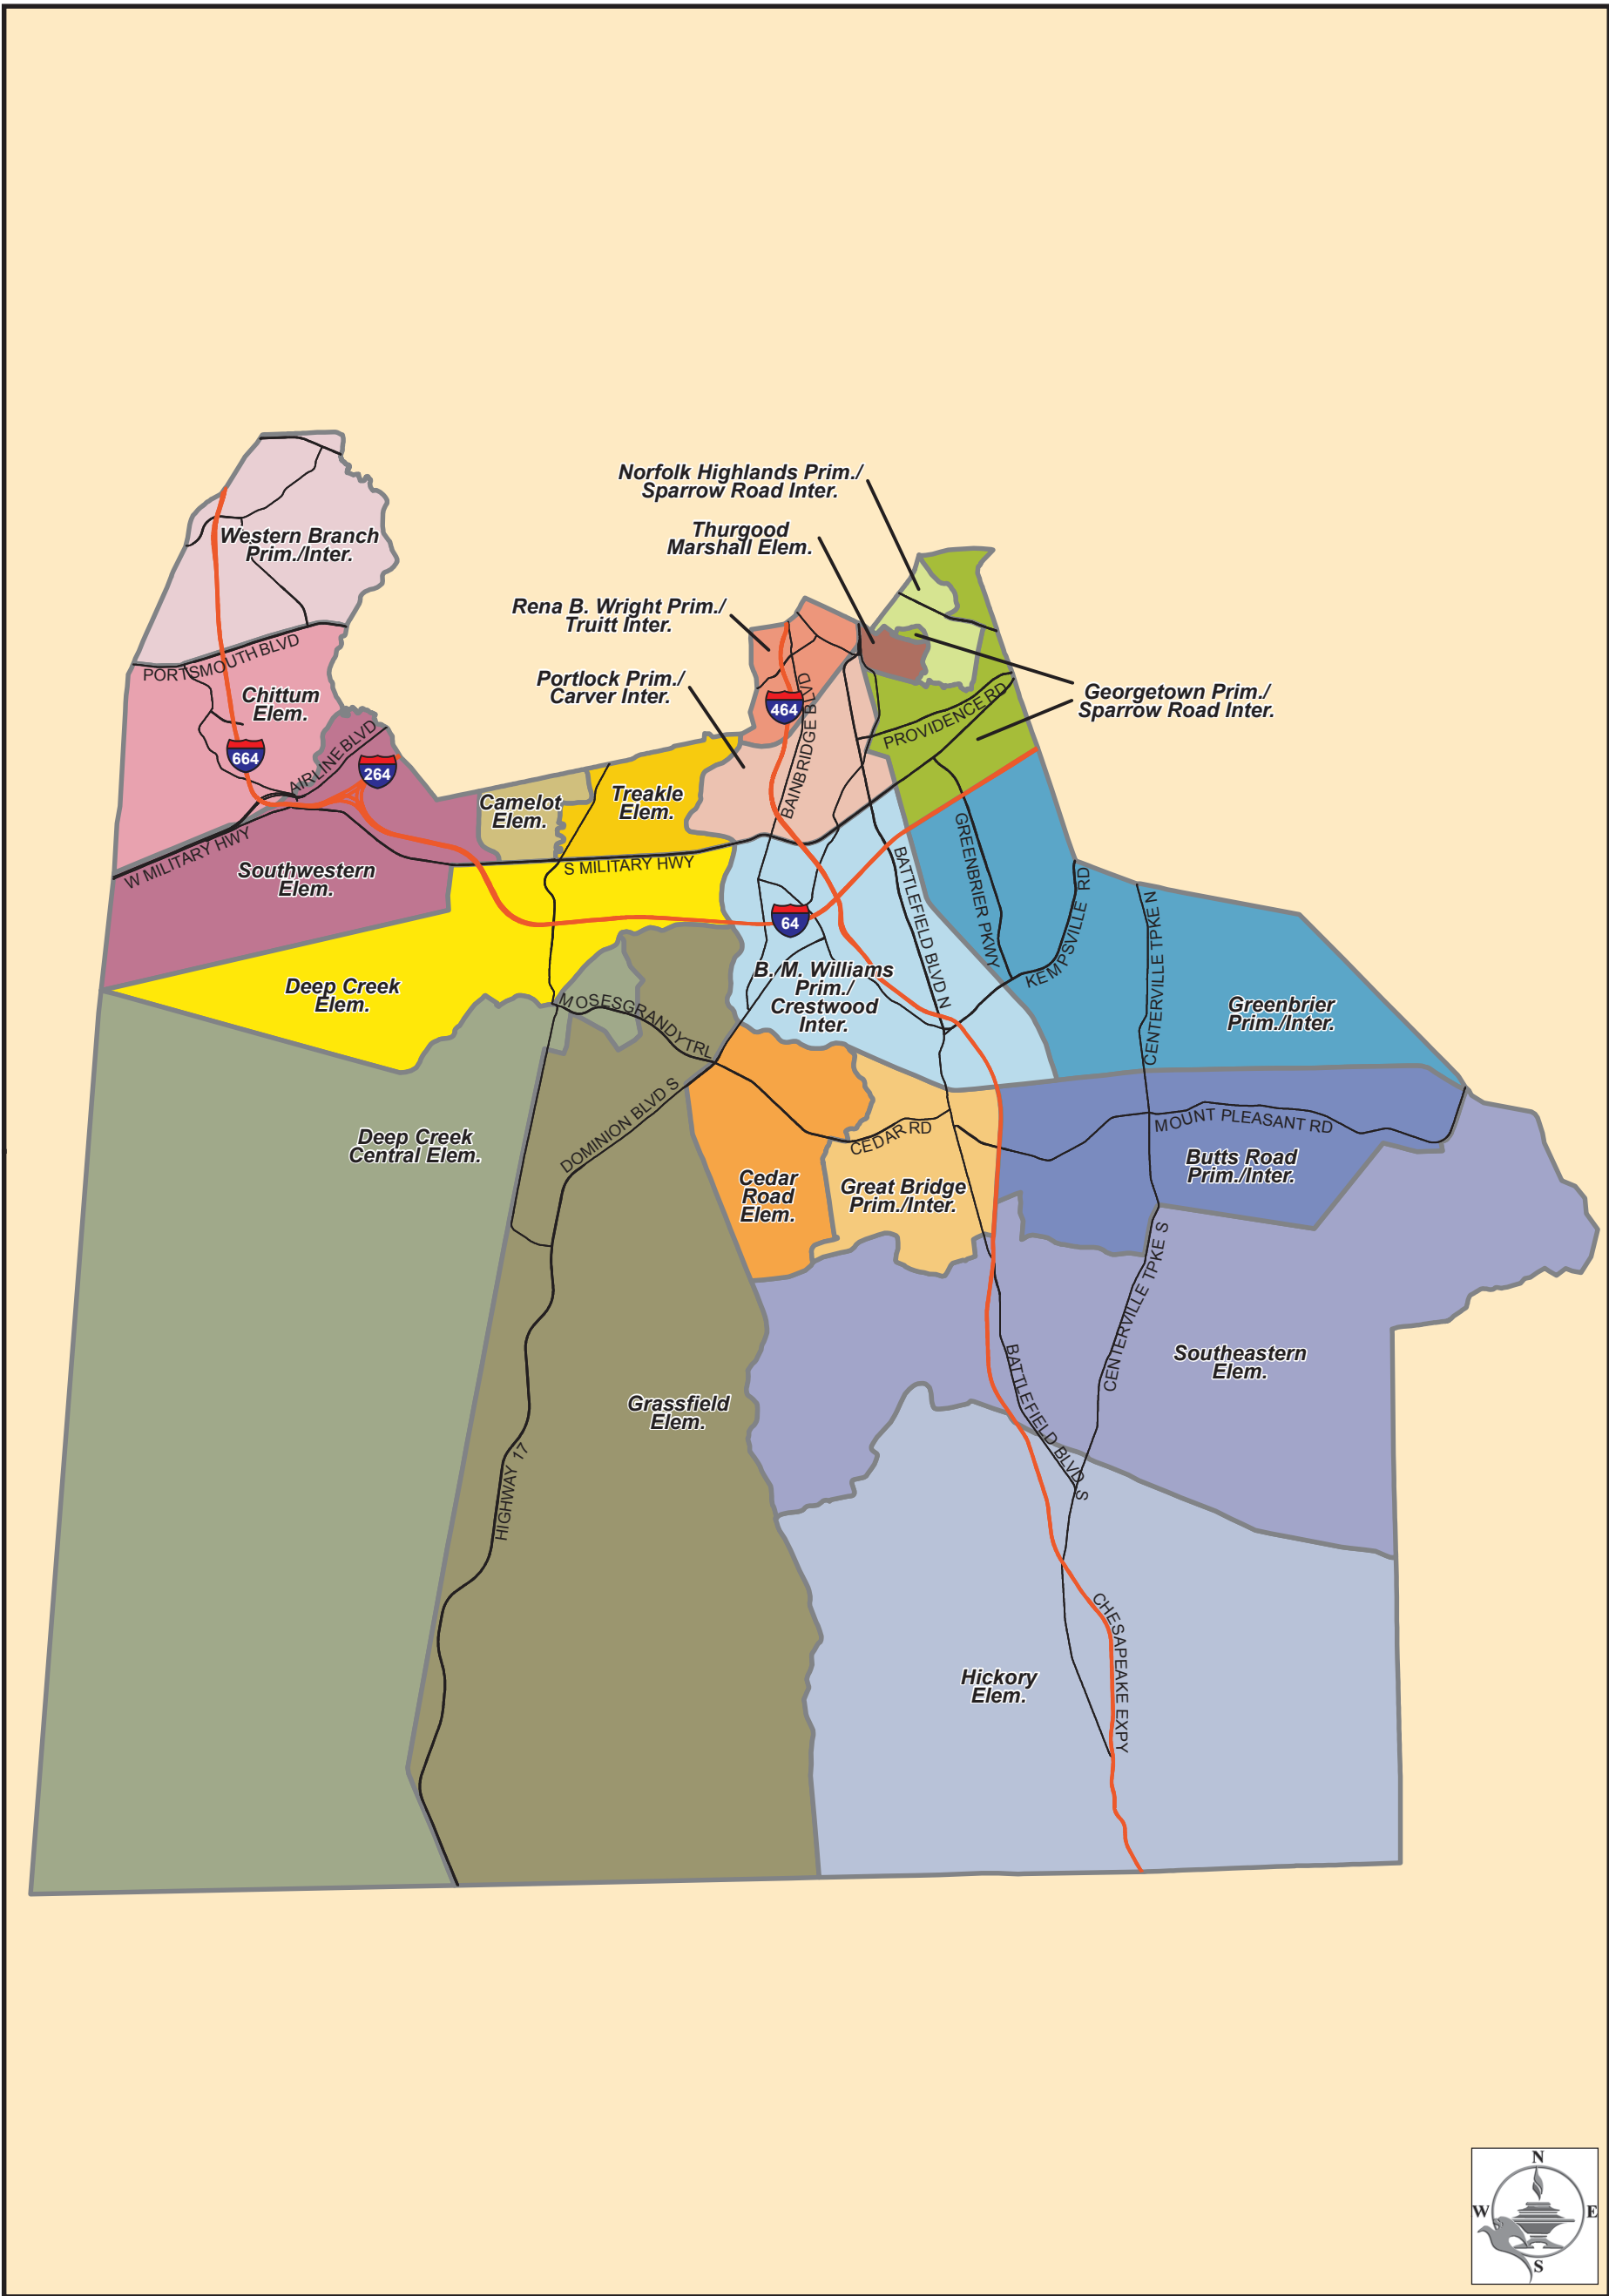 Norfolk Highlands Prim./
Sparrow Road Inter.
Thurgood
Marshall Elem.
Western Branch
Prim./Inter.
Rena B. Wright Prim./
Truitt Inter.
PORTSMOUTH BLVD
Chittum
Elem.
Portlock Prim./
Carver Inter.
Georgetown Prim./
Sparrow Road Inter.
464
PROVIDENCE RD
BAINBRIDGE BLVD
664
AIRLINE BLVD
264
Camelot
Elem.
Treakle
Elem.
W MILITARY HWY
S MILITARY HWY
Southwestern
Elem.
GREENBRIER PKWY
BATTLEFIELD BLVD N
KEMPSVILLE RD
CENTERVILLE TPKE N
64
B. M. Williams
Prim./
Crestwood
Inter.
Deep Creek
Elem.
MOSES GRANDY TRL
Greenbrier
Prim./Inter.
DOMINION BLVD S
CEDAR RD
MOUNT PLEASANT RD
Deep Creek
Central Elem.
Cedar
Road
Elem.
Great Bridge
Prim./Inter.
Butts Road
Prim./Inter.
CENTERVILLE TPKE S
BATTLEFIELD BLVD S
Southeastern
Elem.
Grassfield
Elem.
HIGHWAY 17
CHESAPEAKE EXPY
Hickory
Elem.
N
W
E
S